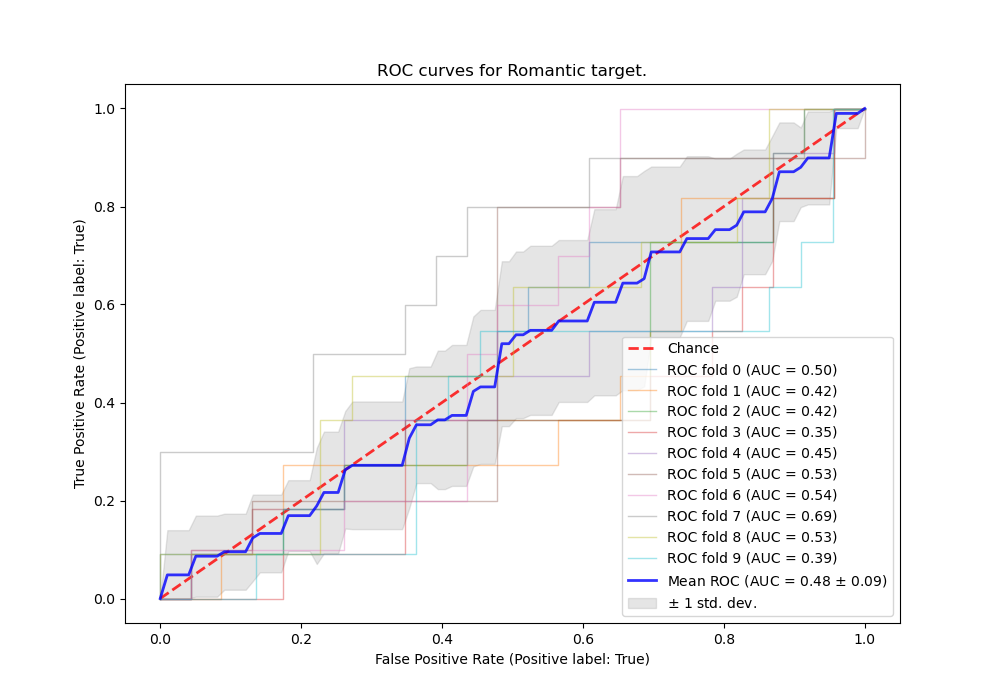 ROC curves for Romantic target.
True Positive Rate (Positive label: True)
1.0
0.8
0.6
0.4
0.2
0.0
0.0 0.2 0.4 0.6 0.8 1.0
False Positive Rate (Positive label: True)
Chance
ROC fold 0 (AUC = 0.50)
ROC fold 1 (AUC = 0.42)
ROC fold 2 (AUC = 0.42)
ROC fold 3 (AUC = 0.35)
ROC fold 4 (AUC = 0.45)
ROC fold 5 (AUC = 0.53)
ROC fold 6 (AUC = 0.54)
ROC fold 7 (AUC = 0.69)
ROC fold 8 (AUC = 0.53)
ROC fold 9 (AUC = 0.39)
Mean ROC (AUC = 0.48 ± 0.09)
± 1 std. dev.